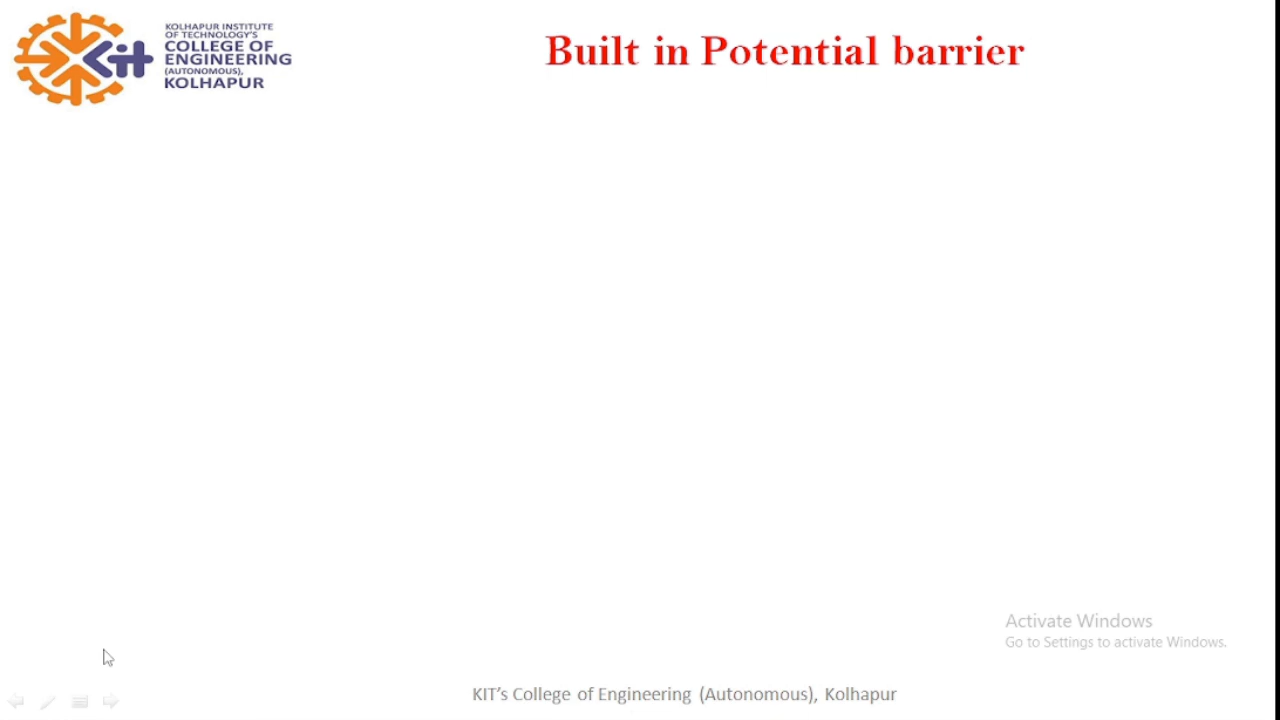 KOLHAPUR INSTITUTE
OF TECHNOLOGY'S
COLLEGE OF
ENGINEERING
(AUTONOMOUS),
KOLHAPUR
Kit
Built in Potential barrier
Activate Windows
Go to Settings to activate Windows.
KIT's College of Engineering (Autonomous), Kolhapur